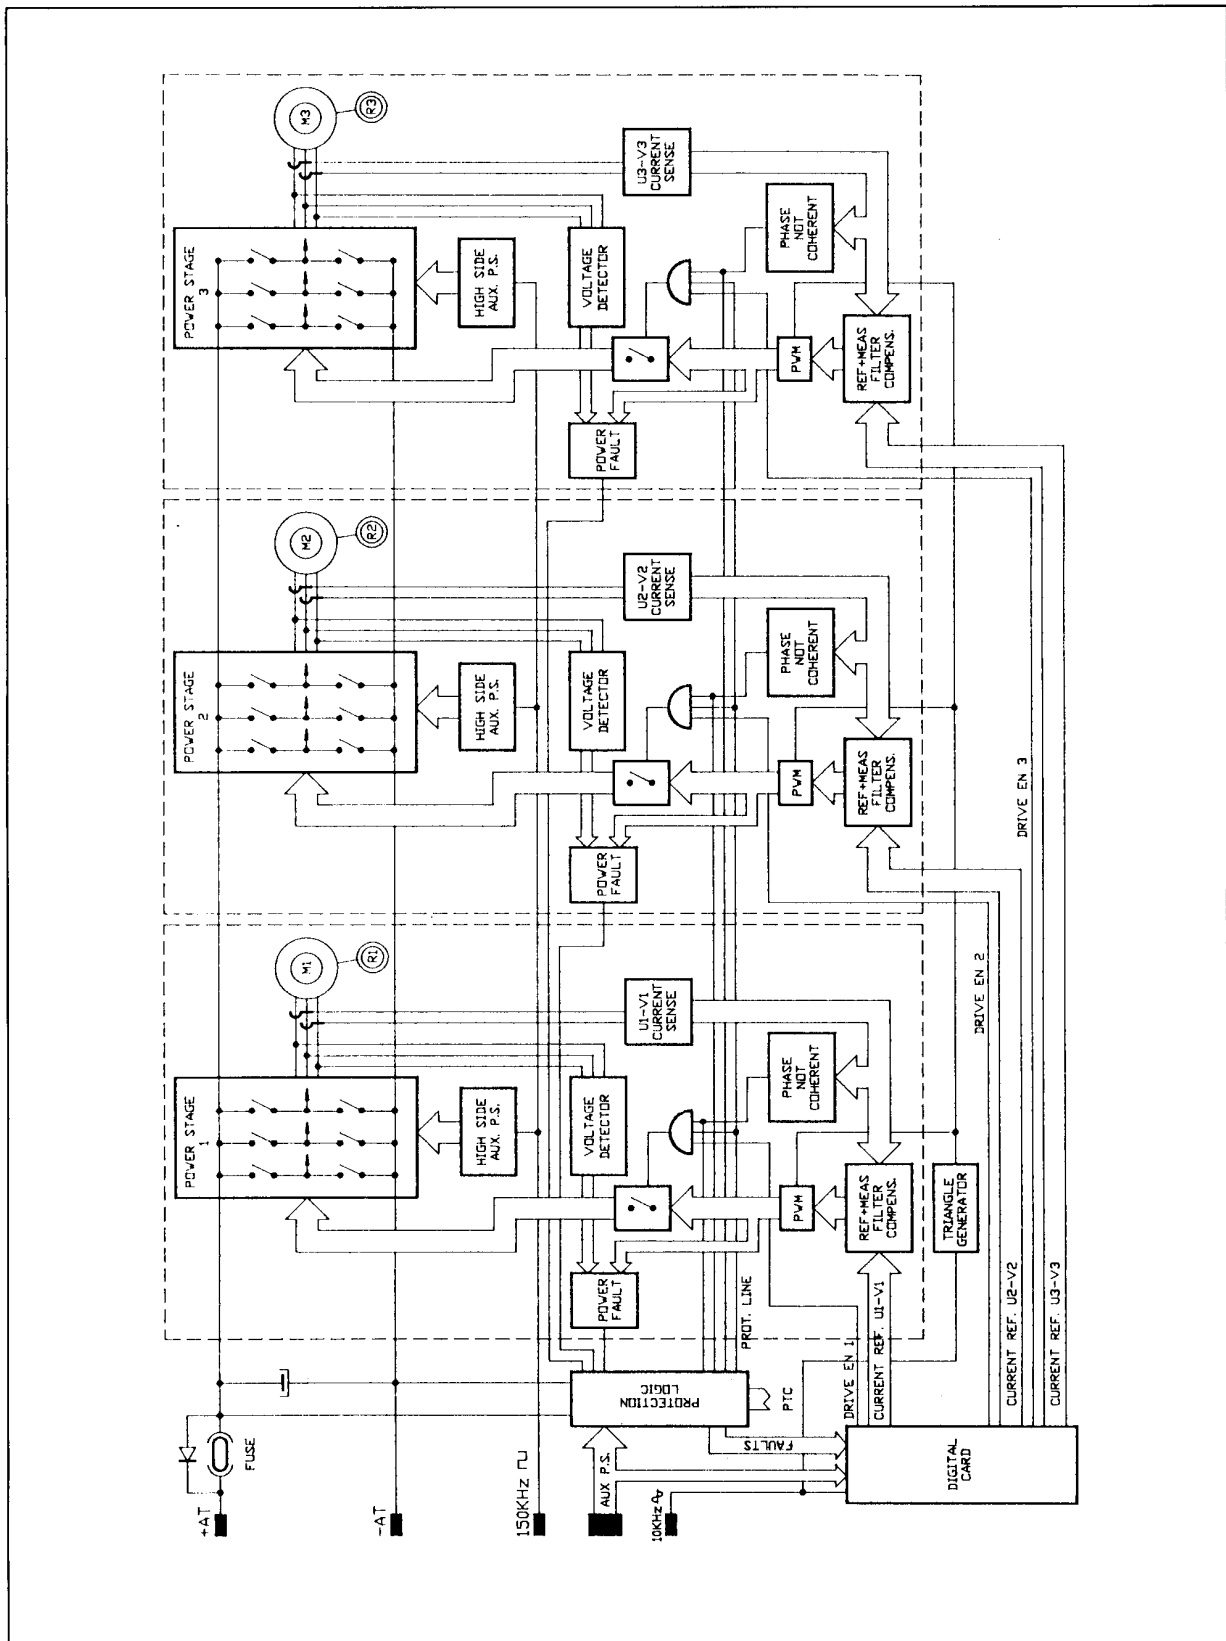 +AT
FUSE
-AT
150KHz
AUX P.S.
10KHz
POWER STAGE
1
M1
R1
HIGH SIDE
AUX. P.S.
VOLTAGE
DETECTOR
U1-V1
CURRENT
SENSE
POWER
FAULT
PHASE
NOT
COHERENT
PWM
REF+MEAS
FILTER
COMPENS.
PROTECTION
LOGIC
PTC
PROT. LINE
FAULTS
DRIVE EN 1
CURRENT REF. U1-V1
TRIANGLE
GENERATOR
DIGITAL
CARD
POWER STAGE
2
M2
R2
HIGH SIDE
AUX. P.S.
VOLTAGE
DETECTOR
U2-V2
CURRENT
SENSE
POWER
FAULT
PHASE
NOT
COHERENT
PWM
REF+MEAS
FILTER
COMPENS.
DRIVE EN 2
CURRENT REF. U2-V2
POWER STAGE
3
M3
R3
HIGH SIDE
AUX. P.S.
VOLTAGE
DETECTOR
U3-V3
CURRENT
SENSE
POWER
FAULT
PHASE
NOT
COHERENT
PWM
REF+MEAS
FILTER
COMPENS.
DRIVE EN 3
CURRENT REF. U3-V3